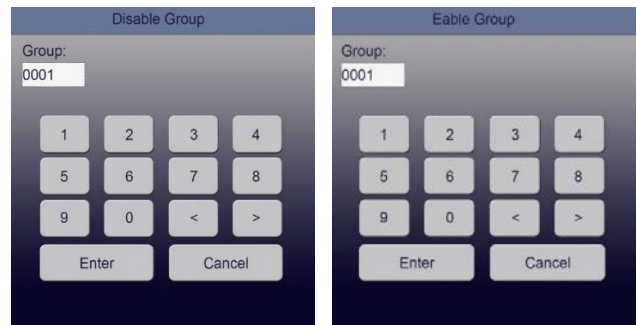 Disable Group
Group:
0001
1 2 3 4
5 6 7 8
9 0 < >
Enter Cancel
Eable Group
Group:
0001
1 2 3 4
5 6 7 8
9 0 < >
Enter Cancel